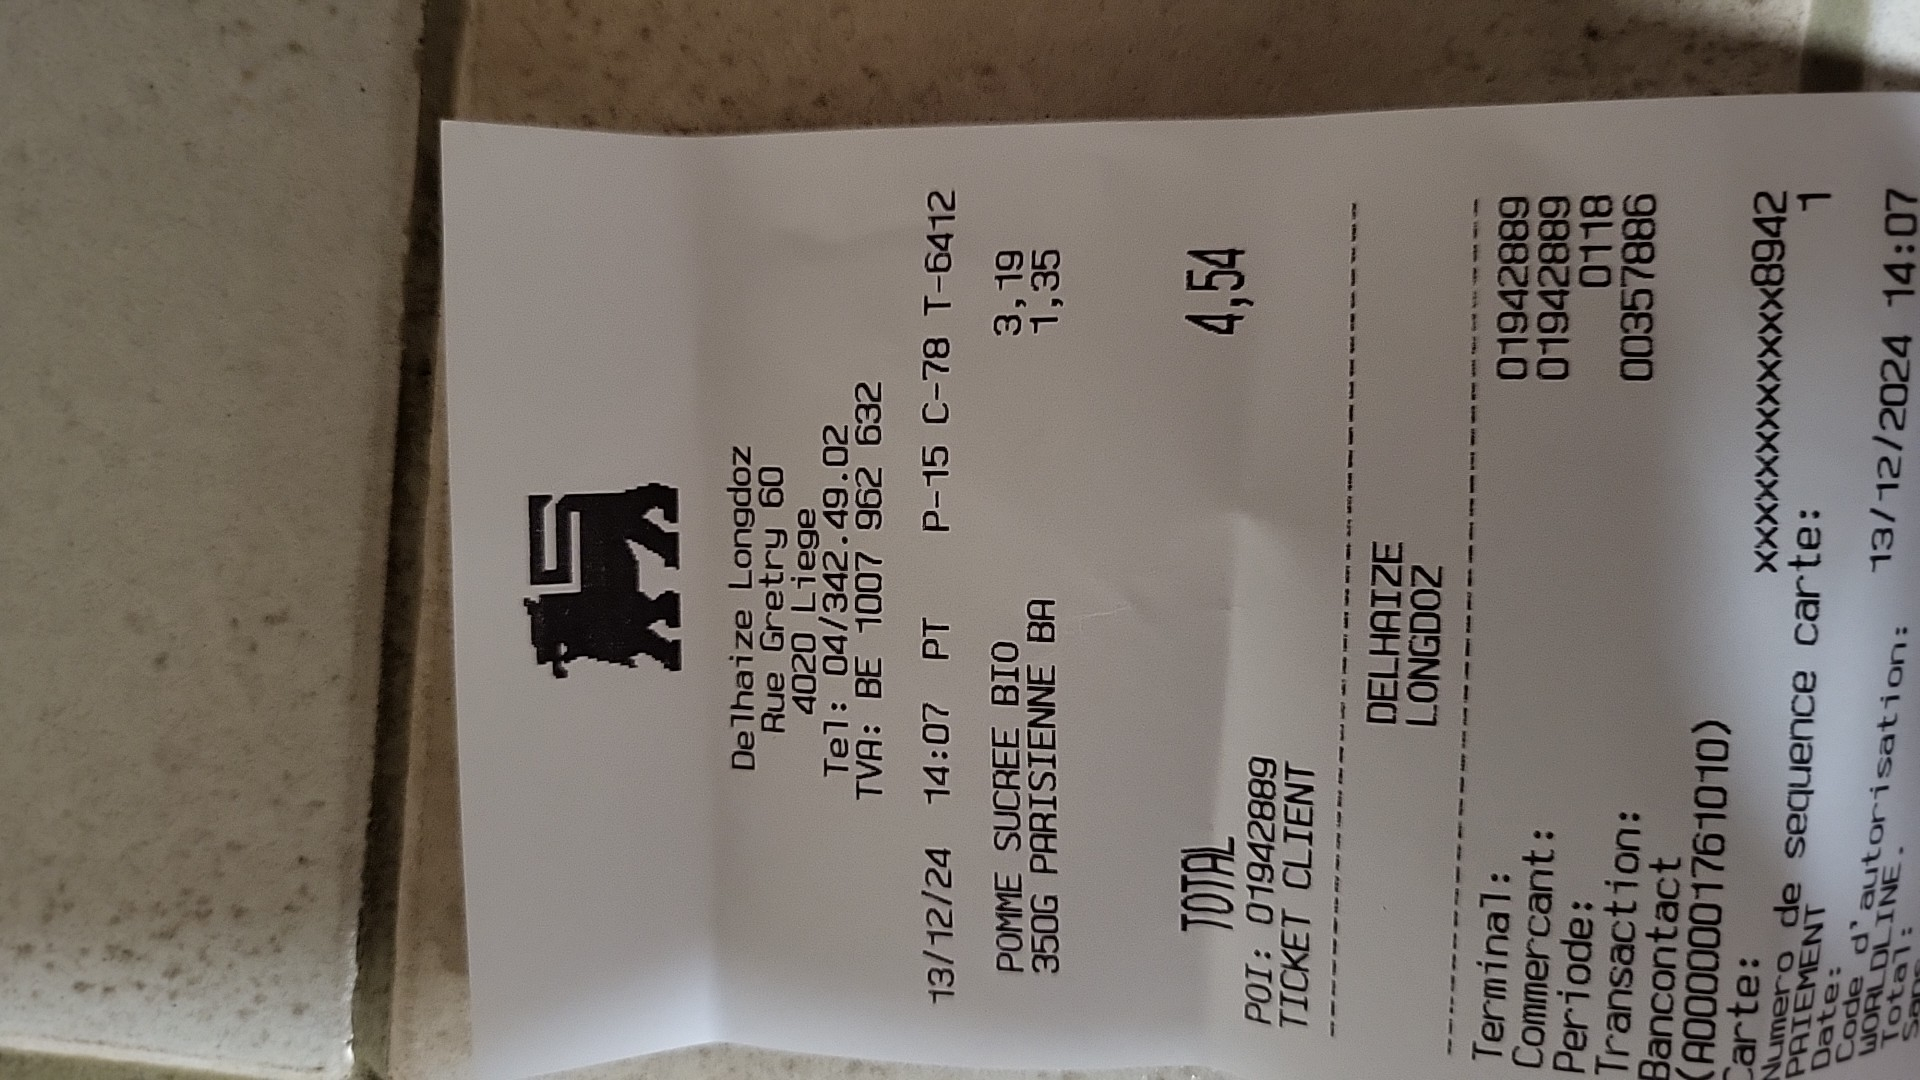 Delhaize Longdoz
Rue Gretry 60
4020 Liege
Tel: 04/342.49.02
TVA: BE 1007 962 632
13/12/24 14:07 PT P-15 C-78 T-6412
POMME SUCREE BIO 3,19
350G PARISIENNE BA 1,35
TOTAL 4,54
POI: 01942889
TICKET CLIENT
DELHAIZE
LONGDOZ
Terminal: 01942889
Commercant: 01942889
Periode: 0118
Transaction: 00357886
Bancontact
(A0000001761010)
Carte: xxxxxxxxxxxxx8942
Numero de sequence carte: 1
PAIEMENT
Date: 13/12/2024 14:07
Code d'autorisation:
WORLDLINE.
Total: